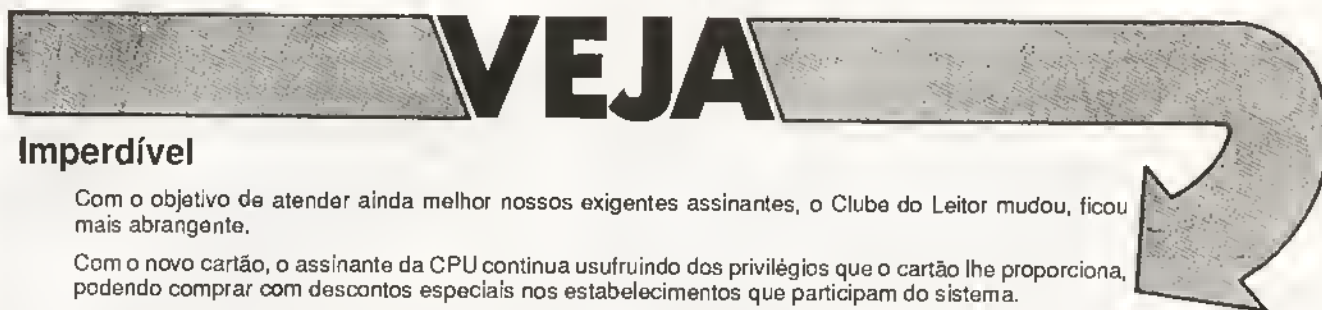 VEJA
Imperdível
Com o objetivo de atender ainda melhor nossos exigentes assinantes, o Clube do Leitor mudou, ficou
mais abrangente.
Com o novo cartão, o assinante da CPU continua usufruindo dos privilégios que o cartão lhe proporciona,
podendo comprar com descontos especiais nos estabelecimentos que participam do sistema.